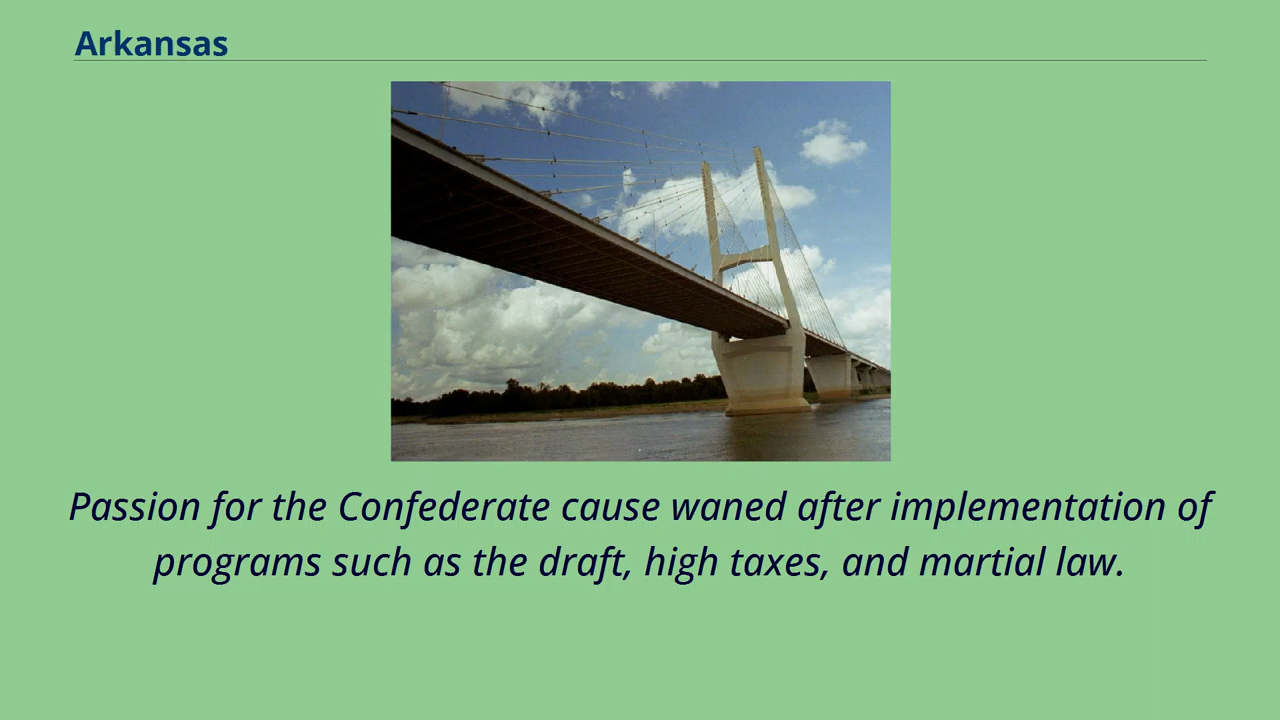 Arkansas
Passion for the Confederate cause waned after implementation of
programs such as the draft, high taxes, and martial law.